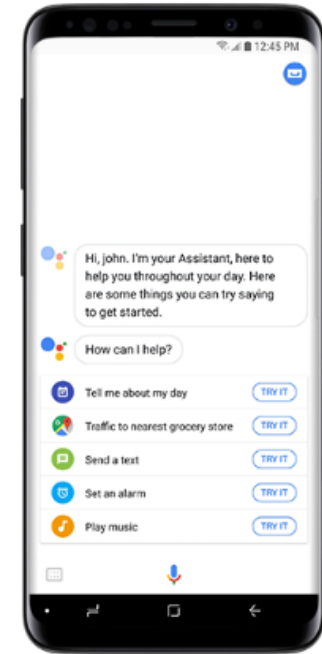 12:45 PM
Hi, john. I'm your Assistant, here to
help you throughout your day. Here
are some things you can try saying
to get started.
How can I help?
Tell me about my day TRY IT
Traffic to nearest grocery store TRY IT
Send a text TRY IT
Set an alarm TRY IT
Play music TRY IT